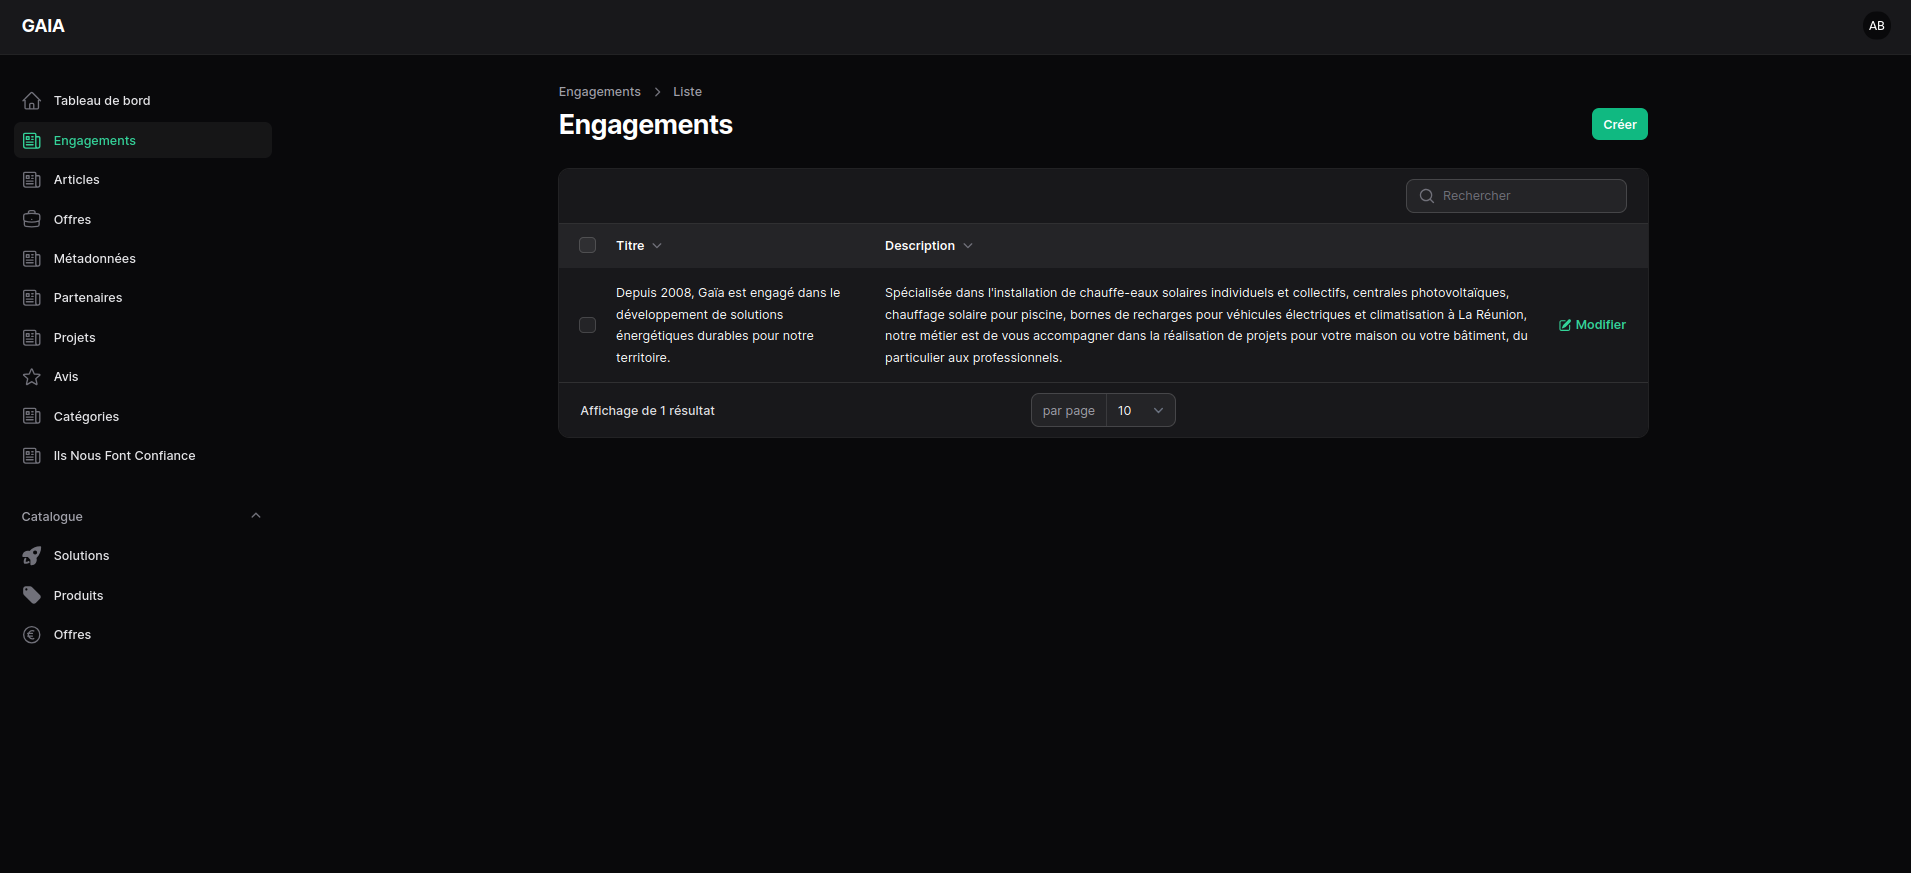 GAIA
AB
Tableau de bord
Engagements
Articles
Offres
Métadonnées
Partenaires
Projets
Avis
Catégories
Ils Nous Font Confiance
Catalogue
Solutions
Produits
Offres
Engagements
Liste
Engagements
Créer
Rechercher
Titre
Description
Depuis 2008, Gaïa est engagé dans le
développement de solutions
énergétiques durables pour notre
territoire.
Spécialisée dans l'installation de chauffe-eaux solaires individuels et collectifs, centrales photovoltaïques,
chauffage solaire pour piscine, bornes de recharges pour véhicules électriques et climatisation à La Réunion,
notre métier est de vous accompagner dans la réalisation de projets pour votre maison ou votre bâtiment, du
particulier aux professionnels.
Modifier
Affichage de 1 résultat
par page
10